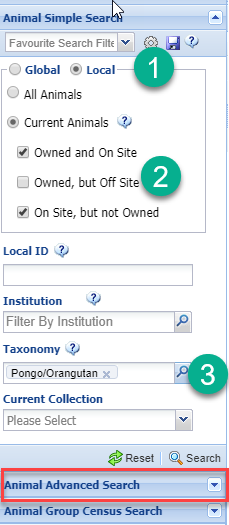 Animal Simple Search
Favourite Search Filte
1
Global Local
All Animals
Current Animals
Owned and On Site
Owned, but Off Site
2
On Site, but not Owned
Local ID
Institution
Filter By Institution
Taxonomy
Pongo/Orangutan
3
Current Collection
Please Select
Reset Search
Animal Advanced Search
Animal Group Census Search